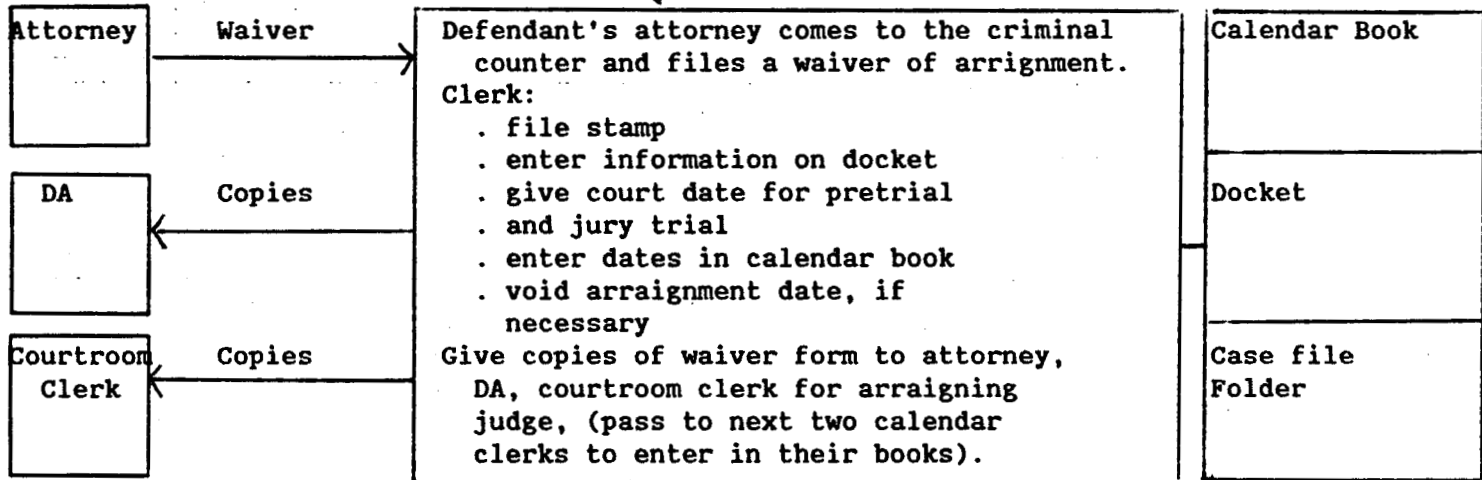 Attorney
Waiver
DA
Copies
Courtroom
Clerk
Copies
Defendant's attorney comes to the criminal
counter and files a waiver of arrignment.
Clerk:
. file stamp
. enter information on docket
. give court date for pretrial
. and jury trial
. enter dates in calendar book
. void arraignment date, if
necessary
Give copies of waiver form to attorney,
DA, courtroom clerk for arraigning
judge, (pass to next two calendar
clerks to enter in their books).
Calendar Book
Docket
Case file
Folder